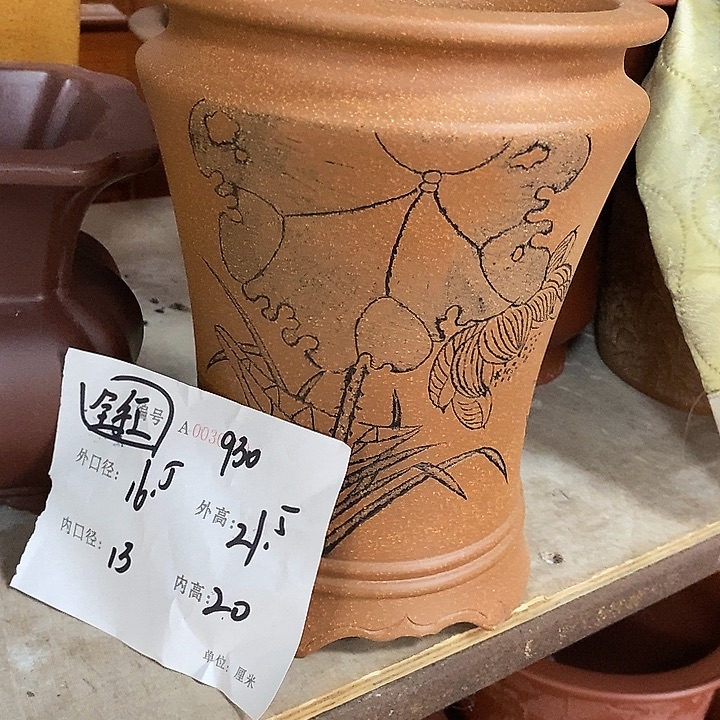 编号 A003
930
外口径: 16.5
外高: 21.5
内口径: 13
内高: 20
单位: 厘米